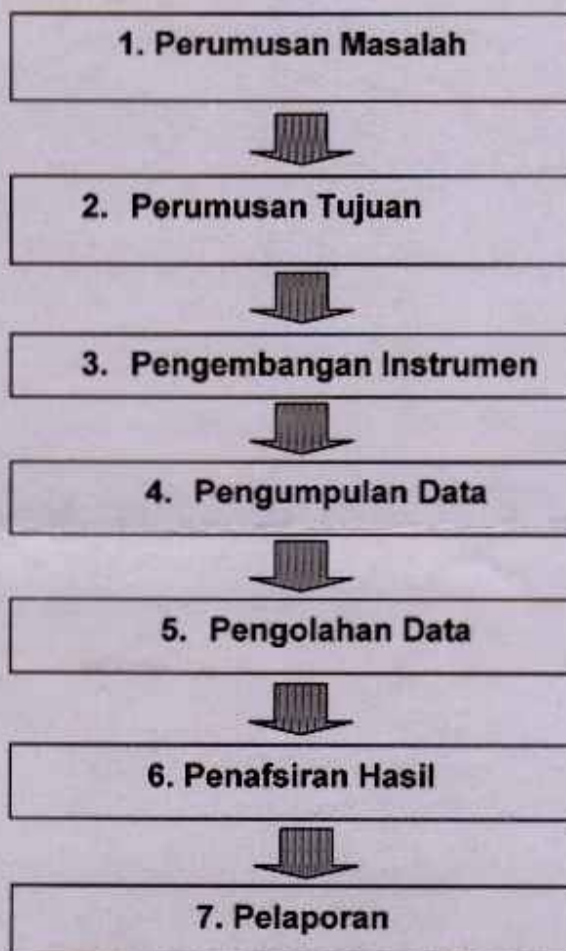 1. Perumusan Masalah
2. Perumusan Tujuan
3. Pengembangan Instrumen
4. Pengumpulan Data
5. Pengolahan Data
6. Penafsiran Hasil
7. Pelaporan